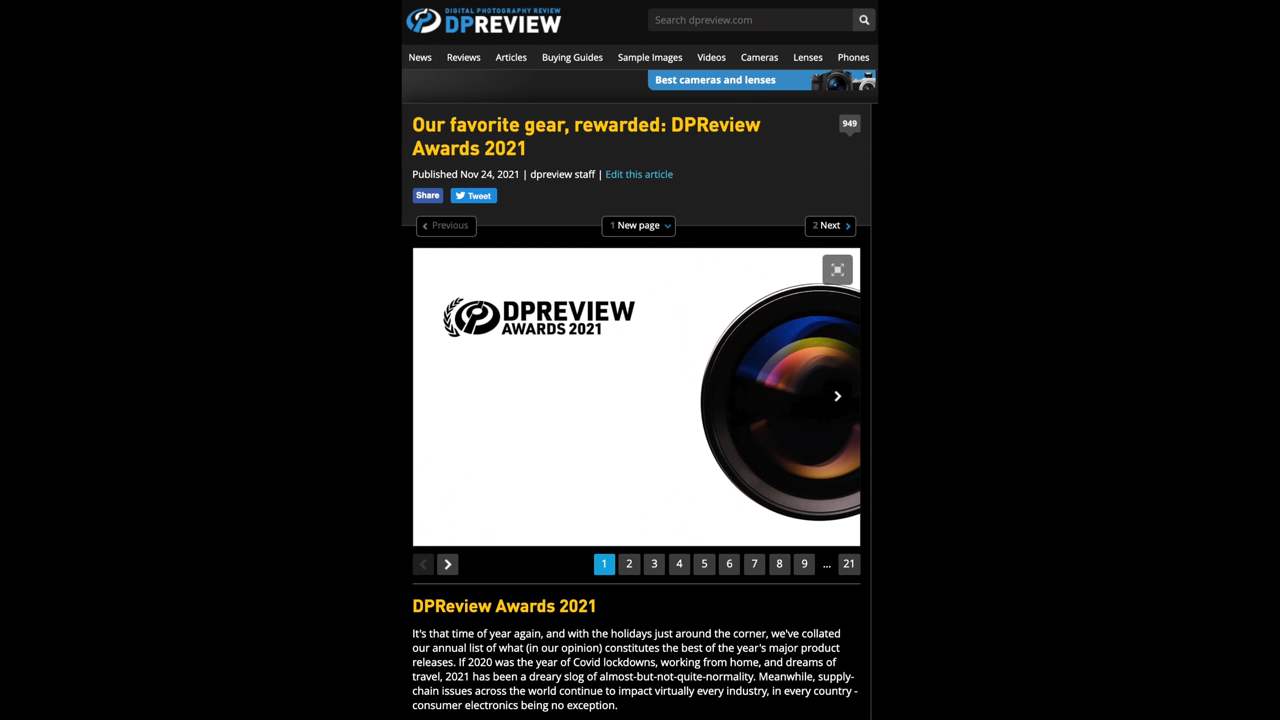 DIGITAL PHOTOGRAPHY REVIEW
DPREVIEW
Search dpreview.com
News Reviews Articles Buying Guides Sample Images Videos Cameras Lenses Phones
Best cameras and lenses
Our favorite gear, rewarded: DPReview
Awards 2021
949
Published Nov 24, 2021 | dpreview staff | Edit this article
Share Tweet
Previous 1 New page 2 Next
DPREVIEW
AWARDS 2021
1 2 3 4 5 6 7 8 9 ... 21
DPReview Awards 2021
It's that time of year again, and with the holidays just around the corner, we've collated
our annual list of what (in our opinion) constitutes the best of the year's major product
releases. If 2020 was the year of Covid lockdowns, working from home, and dreams of
travel, 2021 has been a dreary slog of almost-but-not-quite-normality. Meanwhile, supply-
chain issues across the world continue to impact virtually every industry, in every country -
consumer electronics being no exception.